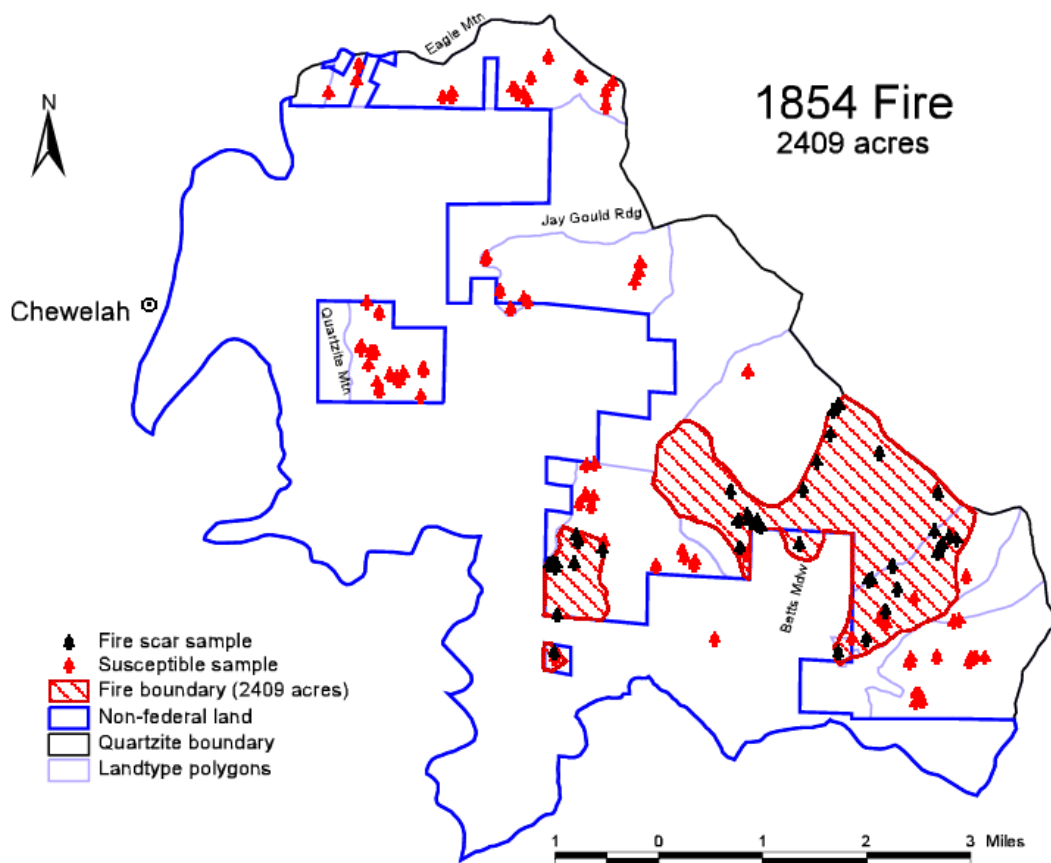 Eagle Mtn
N
1854 Fire
2409 acres
Jay Gould Rdg
Chewelah
Quartzite Mtn
Betts Mdw
Fire scar sample
Susceptible sample
Fire boundary (2409 acres)
Non-federal land
Quartzite boundary
Landtype polygons
1 0 1 2 3 Miles